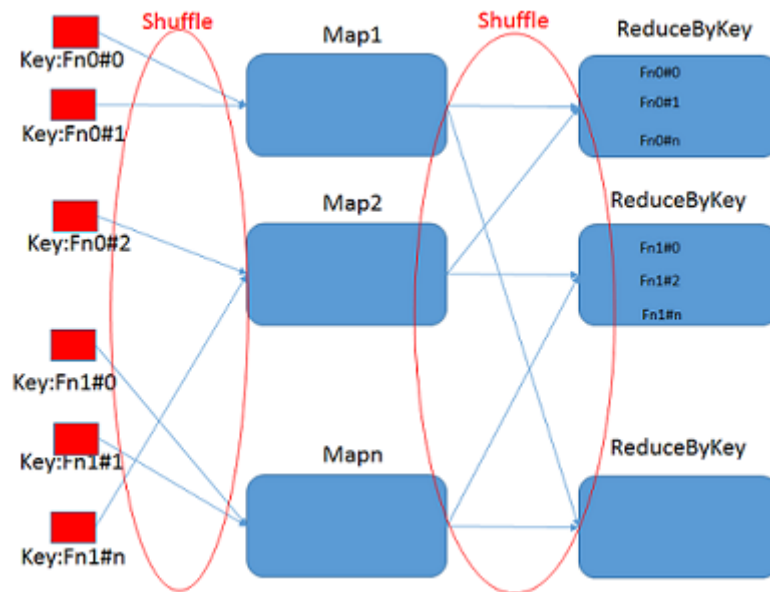 Shuffle
Shuffle
Map1
ReduceByKey
Key:Fn0#0
Fn0#0
Fn0#1
Fn0#n
Key:Fn0#1
Map2
ReduceByKey
Key:Fn0#2
Fn1#0
Fn1#2
Fn1#n
Key:Fn1#0
Mapn
ReduceByKey
Key:Fn1#1
Key:Fn1#n